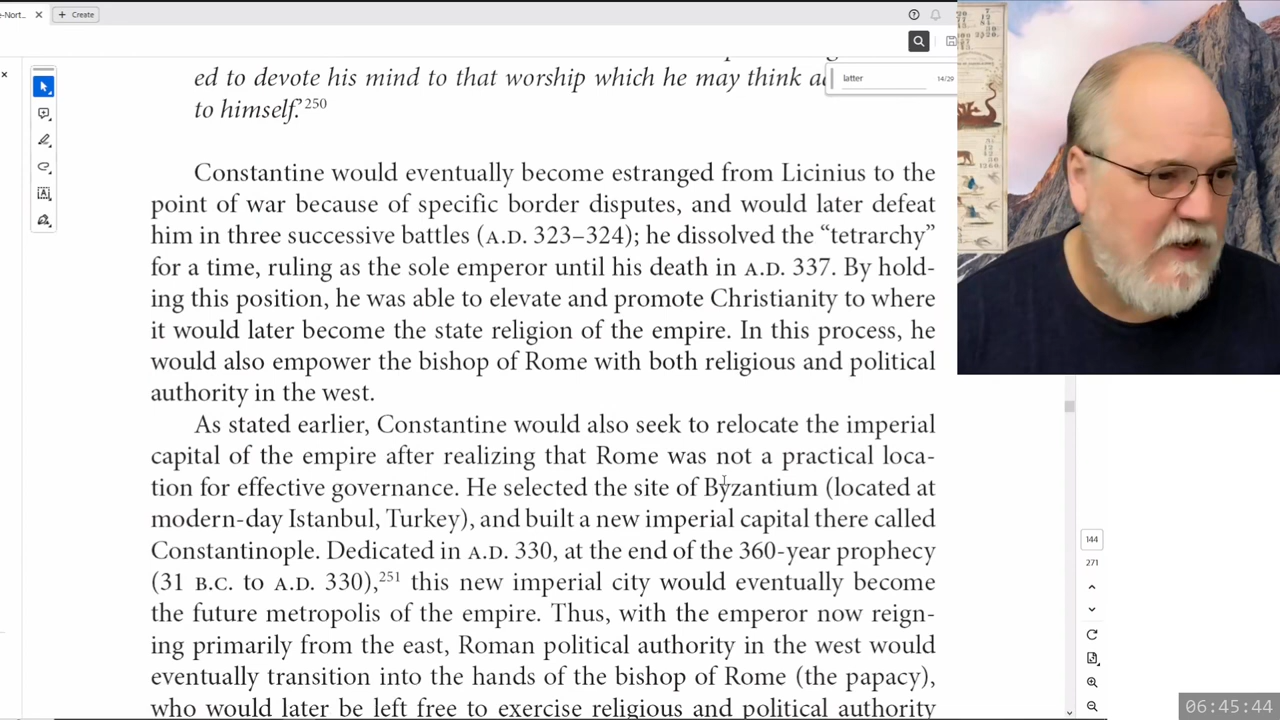 e-Nort... × + Create
latter 14/29
ed to devote his mind to that worship which he may think
to himself.'250
Constantine would eventually become estranged from Licinius to the
point of war because of specific border disputes, and would later defeat
him in three successive battles (A.D. 323–324); he dissolved the “tetrarchy”
for a time, ruling as the sole emperor until his death in A.D. 337. By hold-
ing this position, he was able to elevate and promote Christianity to where
it would later become the state religion of the empire. In this process, he
would also empower the bishop of Rome with both religious and political
authority in the west.
As stated earlier, Constantine would also seek to relocate the imperial
capital of the empire after realizing that Rome was not a practical loca-
tion for effective governance. He selected the site of Byzantium (located at
modern-day Istanbul, Turkey), and built a new imperial capital there called
Constantinople. Dedicated in A.D. 330, at the end of the 360-year prophecy
(31 B.C. to A.D. 330),251 this new imperial city would eventually become
the future metropolis of the empire. Thus, with the emperor now reign-
ing primarily from the east, Roman political authority in the west would
eventually transition into the hands of the bishop of Rome (the papacy),
who would later be left free to exercise religious and political authority
144
271
06:45:44